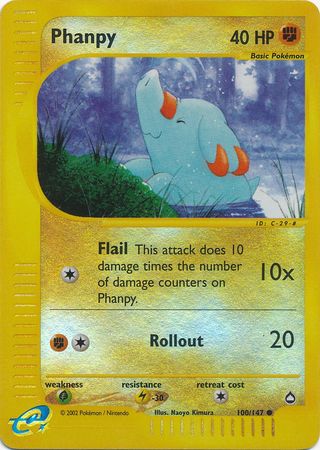 Phanpy 40 HP
Basic Pokémon
ID: C-29-#
Flail This attack does 10
damage times the number
of damage counters on
Phanpy.
10x
Rollout 20
weakness resistance retreat cost
-30
© 2002 Pokémon / Nintendo Illus. Naoyo Kimura 100/147
e